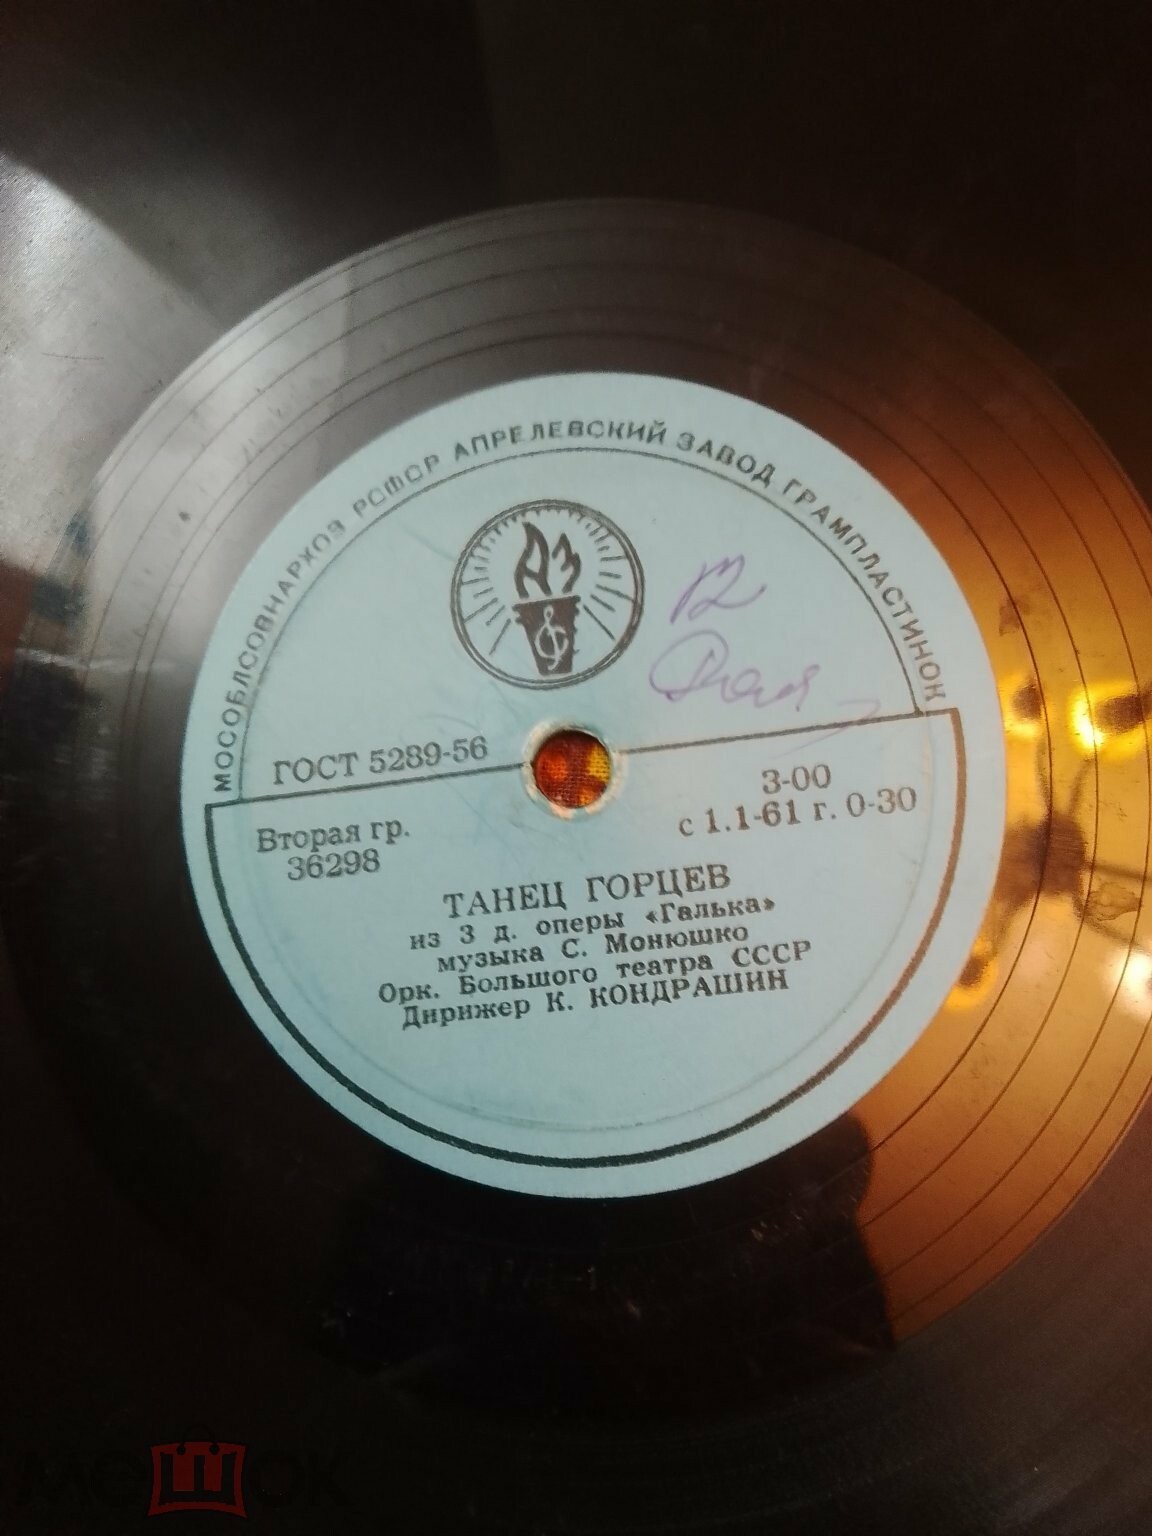 МОСОБЛСОВНАРХОЗ РСФСР АПРЕЛЕВСКИЙ ЗАВОД ГРАМПЛАСТИНОК
АЗ
ГОСТ 5289-56
3-00
с 1.1-61 г. 0-30
Вторая гр.
36298
ТАНЕЦ ГОРЦЕВ
из 3 д. оперы «Галька»
музыка С. Монюшко
Орк. Большого театра СССР
Дирижер К. КОНДРАШИН
МЕШОК